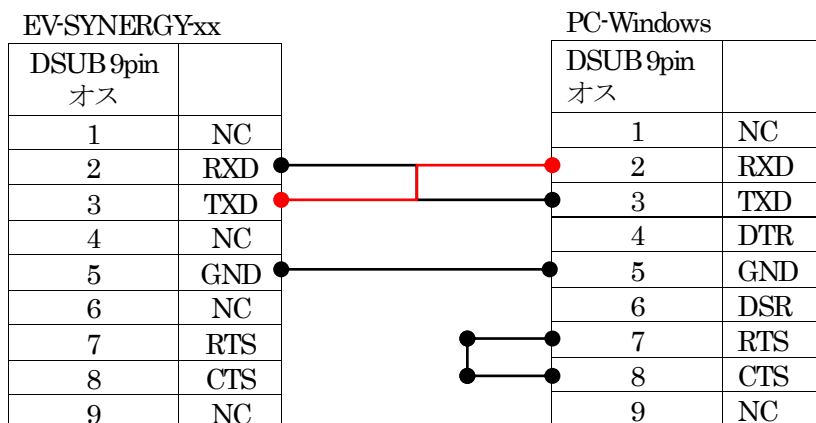 EV-SYNERGY-xx
DSUB 9pin
オス
1 NC
2 RXD
3 TXD
4 NC
5 GND
6 NC
7 RTS
8 CTS
9 NC
PC-Windows
DSUB 9pin
オス
1 NC
2 RXD
3 TXD
4 DTR
5 GND
6 DSR
7 RTS
8 CTS
9 NC